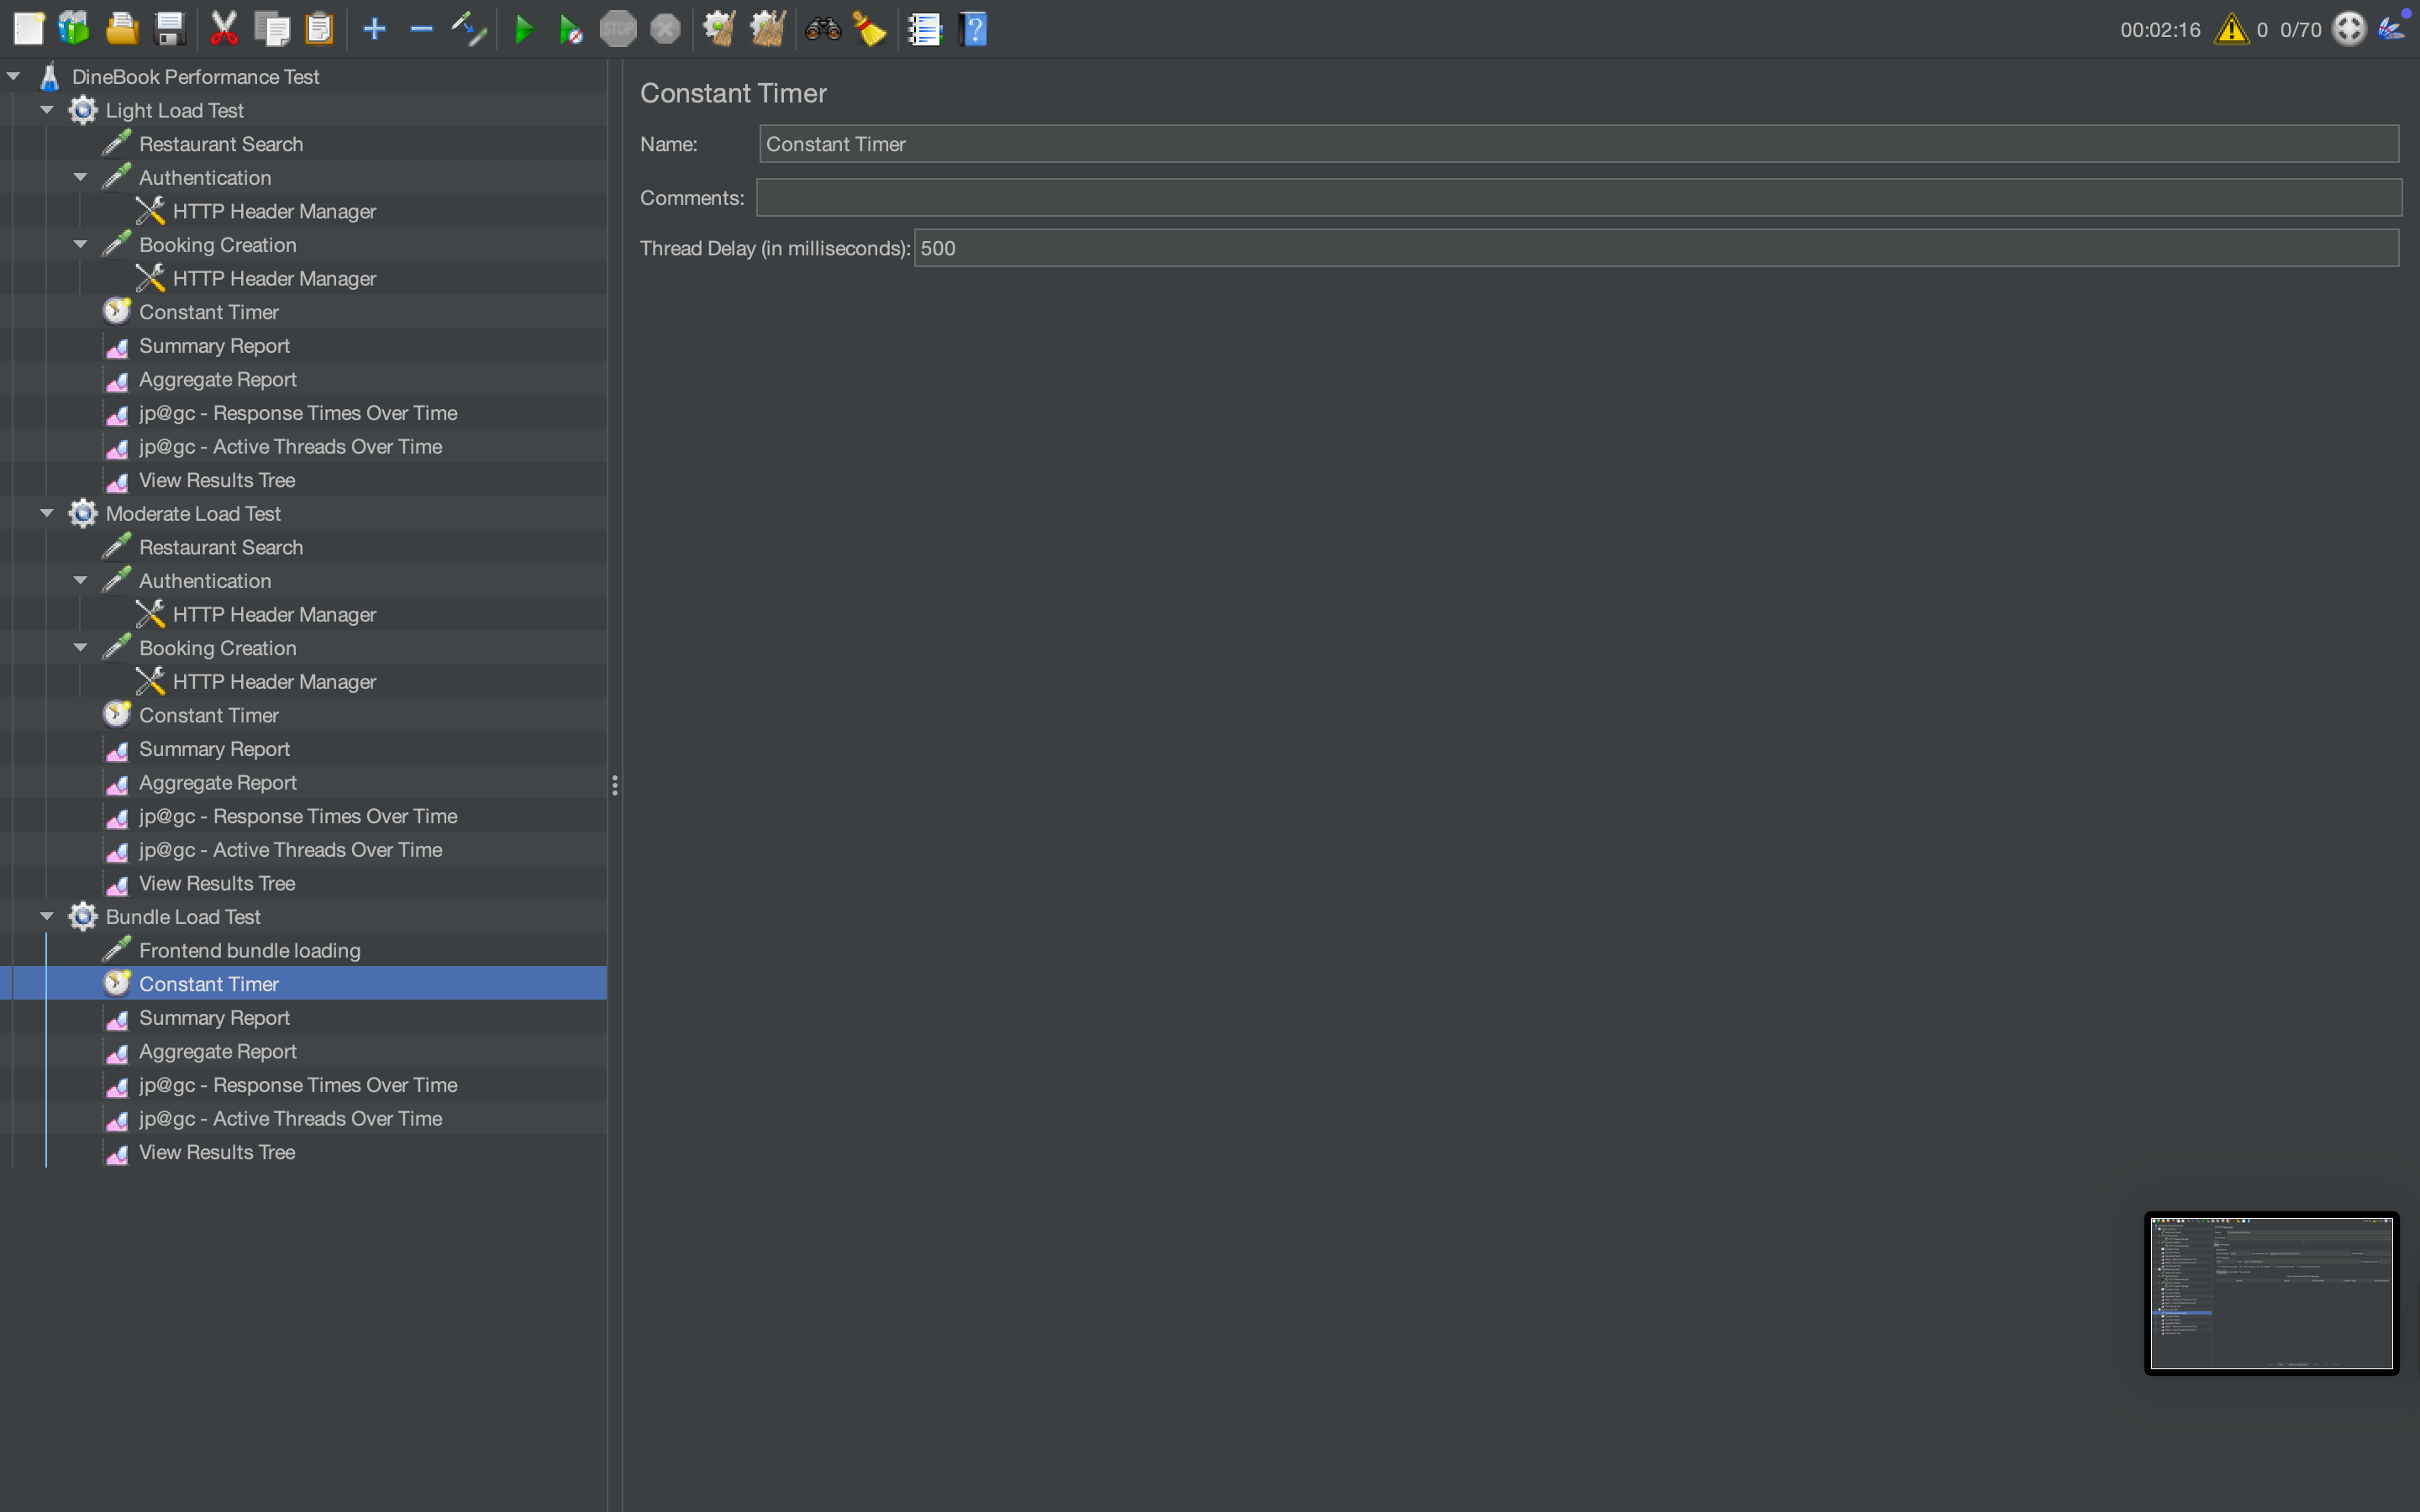 STOP
00:02:16
0
0/70
DineBook Performance Test
Light Load Test
Restaurant Search
Authentication
HTTP Header Manager
Booking Creation
HTTP Header Manager
Constant Timer
Summary Report
Aggregate Report
jp@gc - Response Times Over Time
jp@gc - Active Threads Over Time
View Results Tree
Moderate Load Test
Restaurant Search
Authentication
HTTP Header Manager
Booking Creation
HTTP Header Manager
Constant Timer
Summary Report
Aggregate Report
jp@gc - Response Times Over Time
jp@gc - Active Threads Over Time
View Results Tree
Bundle Load Test
Frontend bundle loading
Constant Timer
Summary Report
Aggregate Report
jp@gc - Response Times Over Time
jp@gc - Active Threads Over Time
View Results Tree
Constant Timer
Name: Constant Timer
Comments:
Thread Delay (in milliseconds): 500